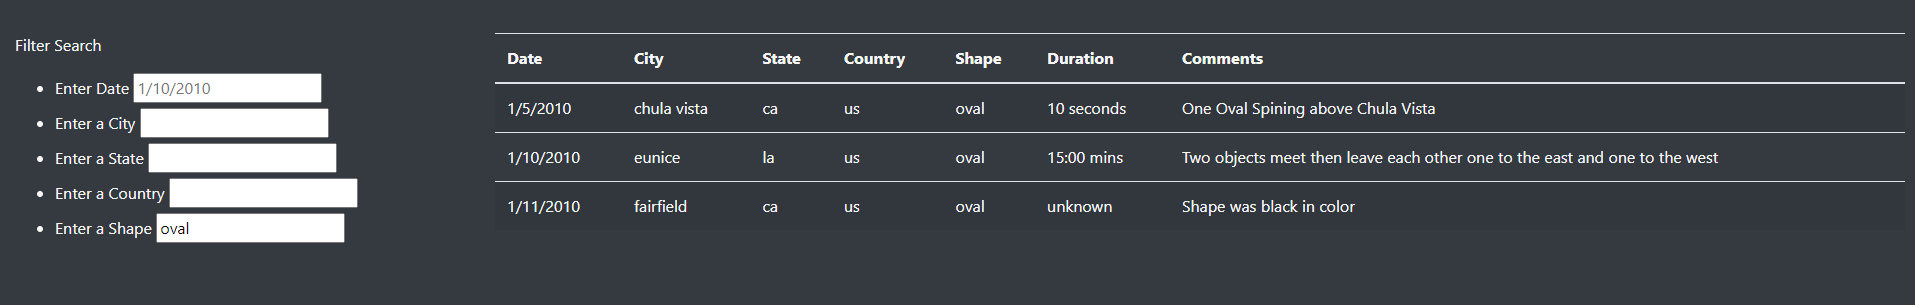 Filter Search
Enter Date 1/10/2010
Enter a City
Enter a State
Enter a Country
Enter a Shape oval
Date City State Country Shape Duration Comments
1/5/2010 chula vista ca us oval 10 seconds One Oval Spining above Chula Vista
1/10/2010 eunice la us oval 15:00 mins Two objects meet then leave each other one to the east and one to the west
1/11/2010 fairfield ca us oval unknown Shape was black in color